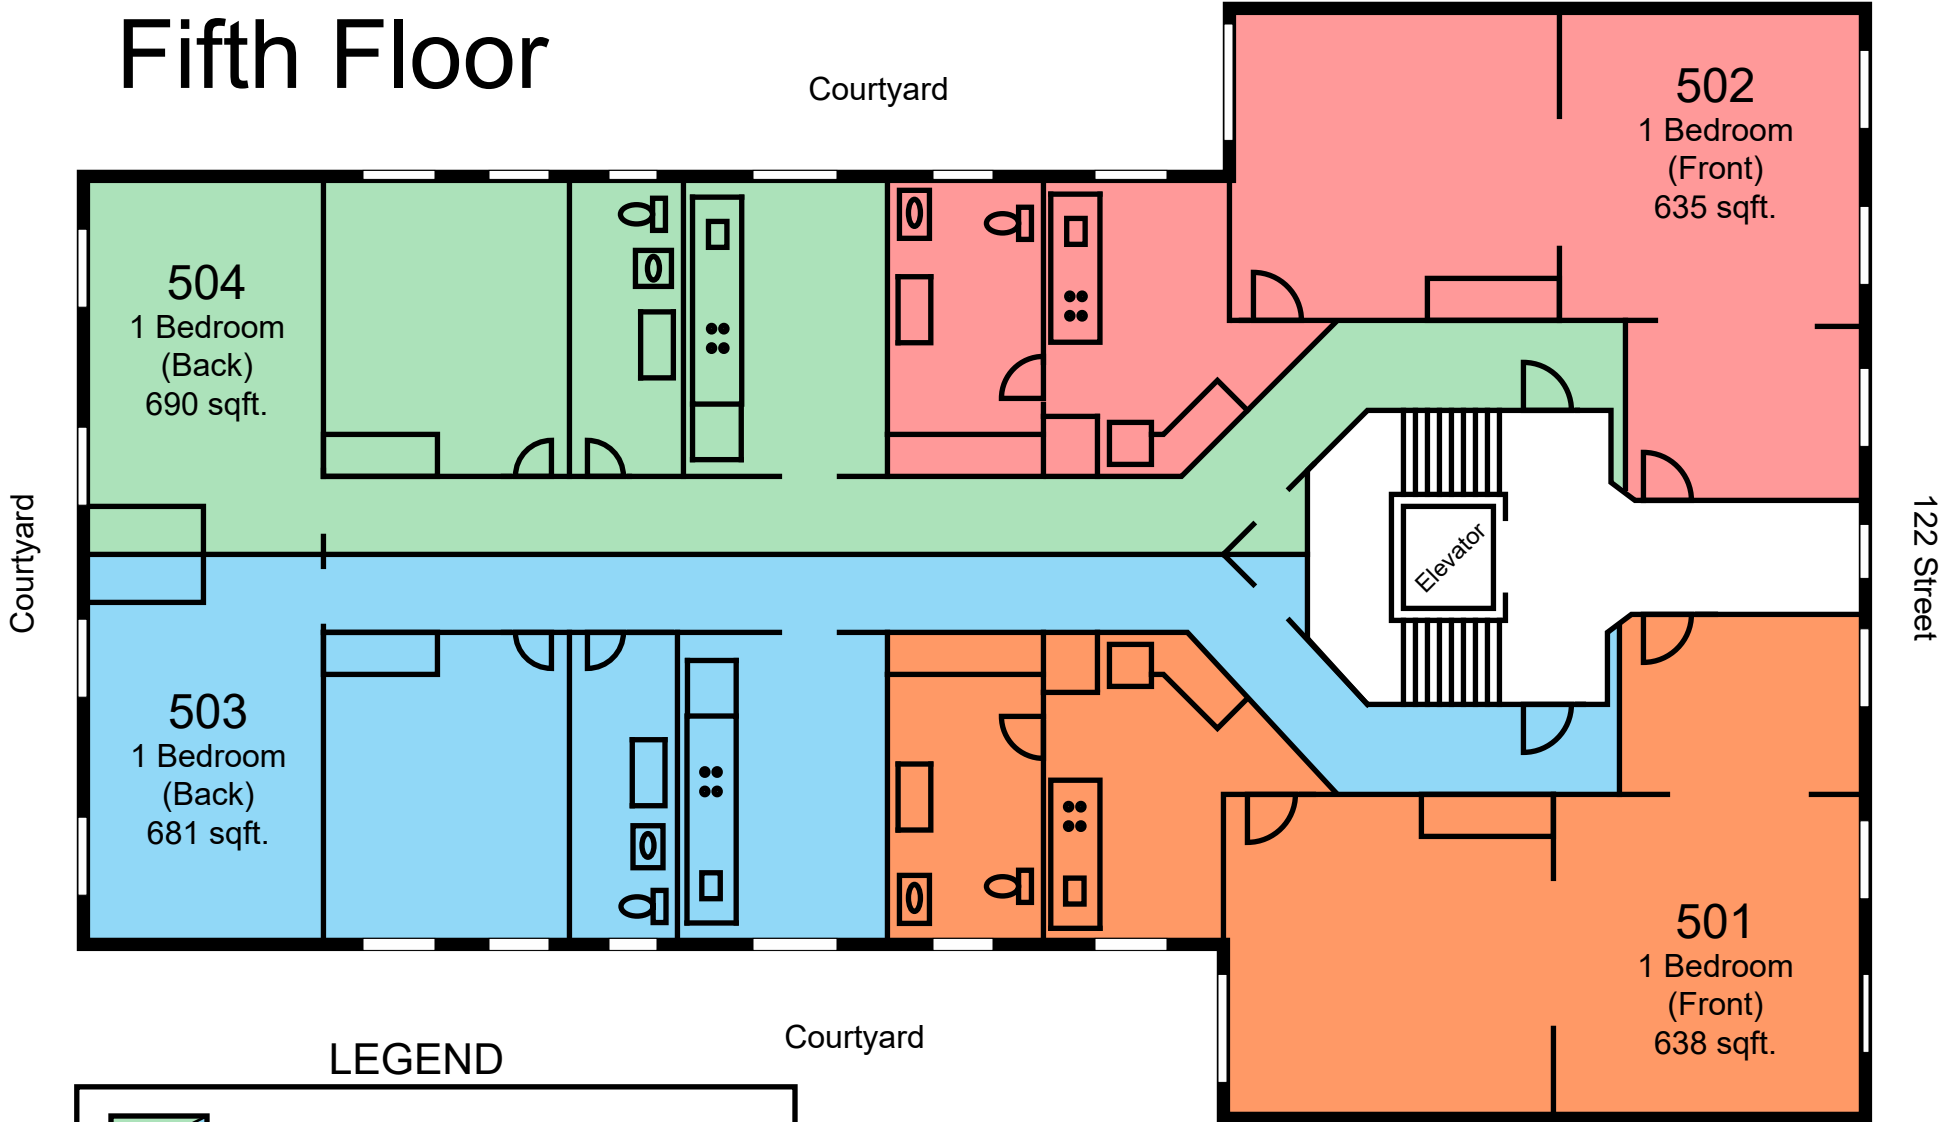 Fifth Floor
Courtyard
502
1 Bedroom
(Front)
635 sqft.
504
1 Bedroom
(Back)
690 sqft.
Courtyard
Elevator
122 Street
503
1 Bedroom
(Back)
681 sqft.
501
1 Bedroom
(Front)
638 sqft.
Courtyard
LEGEND